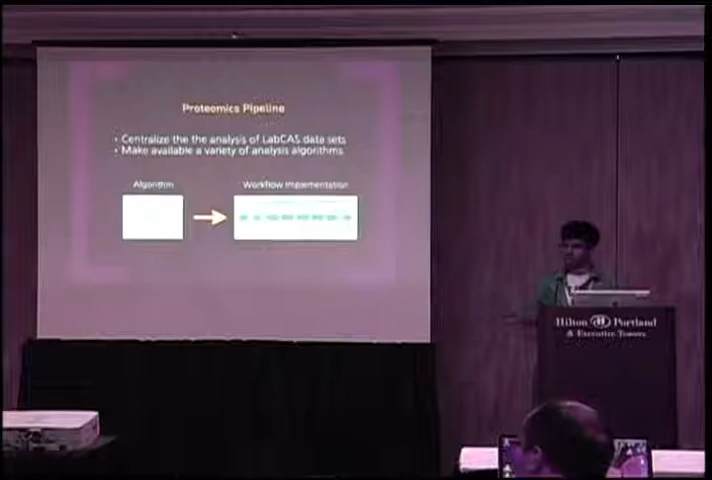 Proteomics Pipeline
• Centralize the the analysis of LabCAS data sets
• Make available a variety of analysis algorithms
Algorithm
Workflow Implementation
Hilton Portland
& Executive Towers